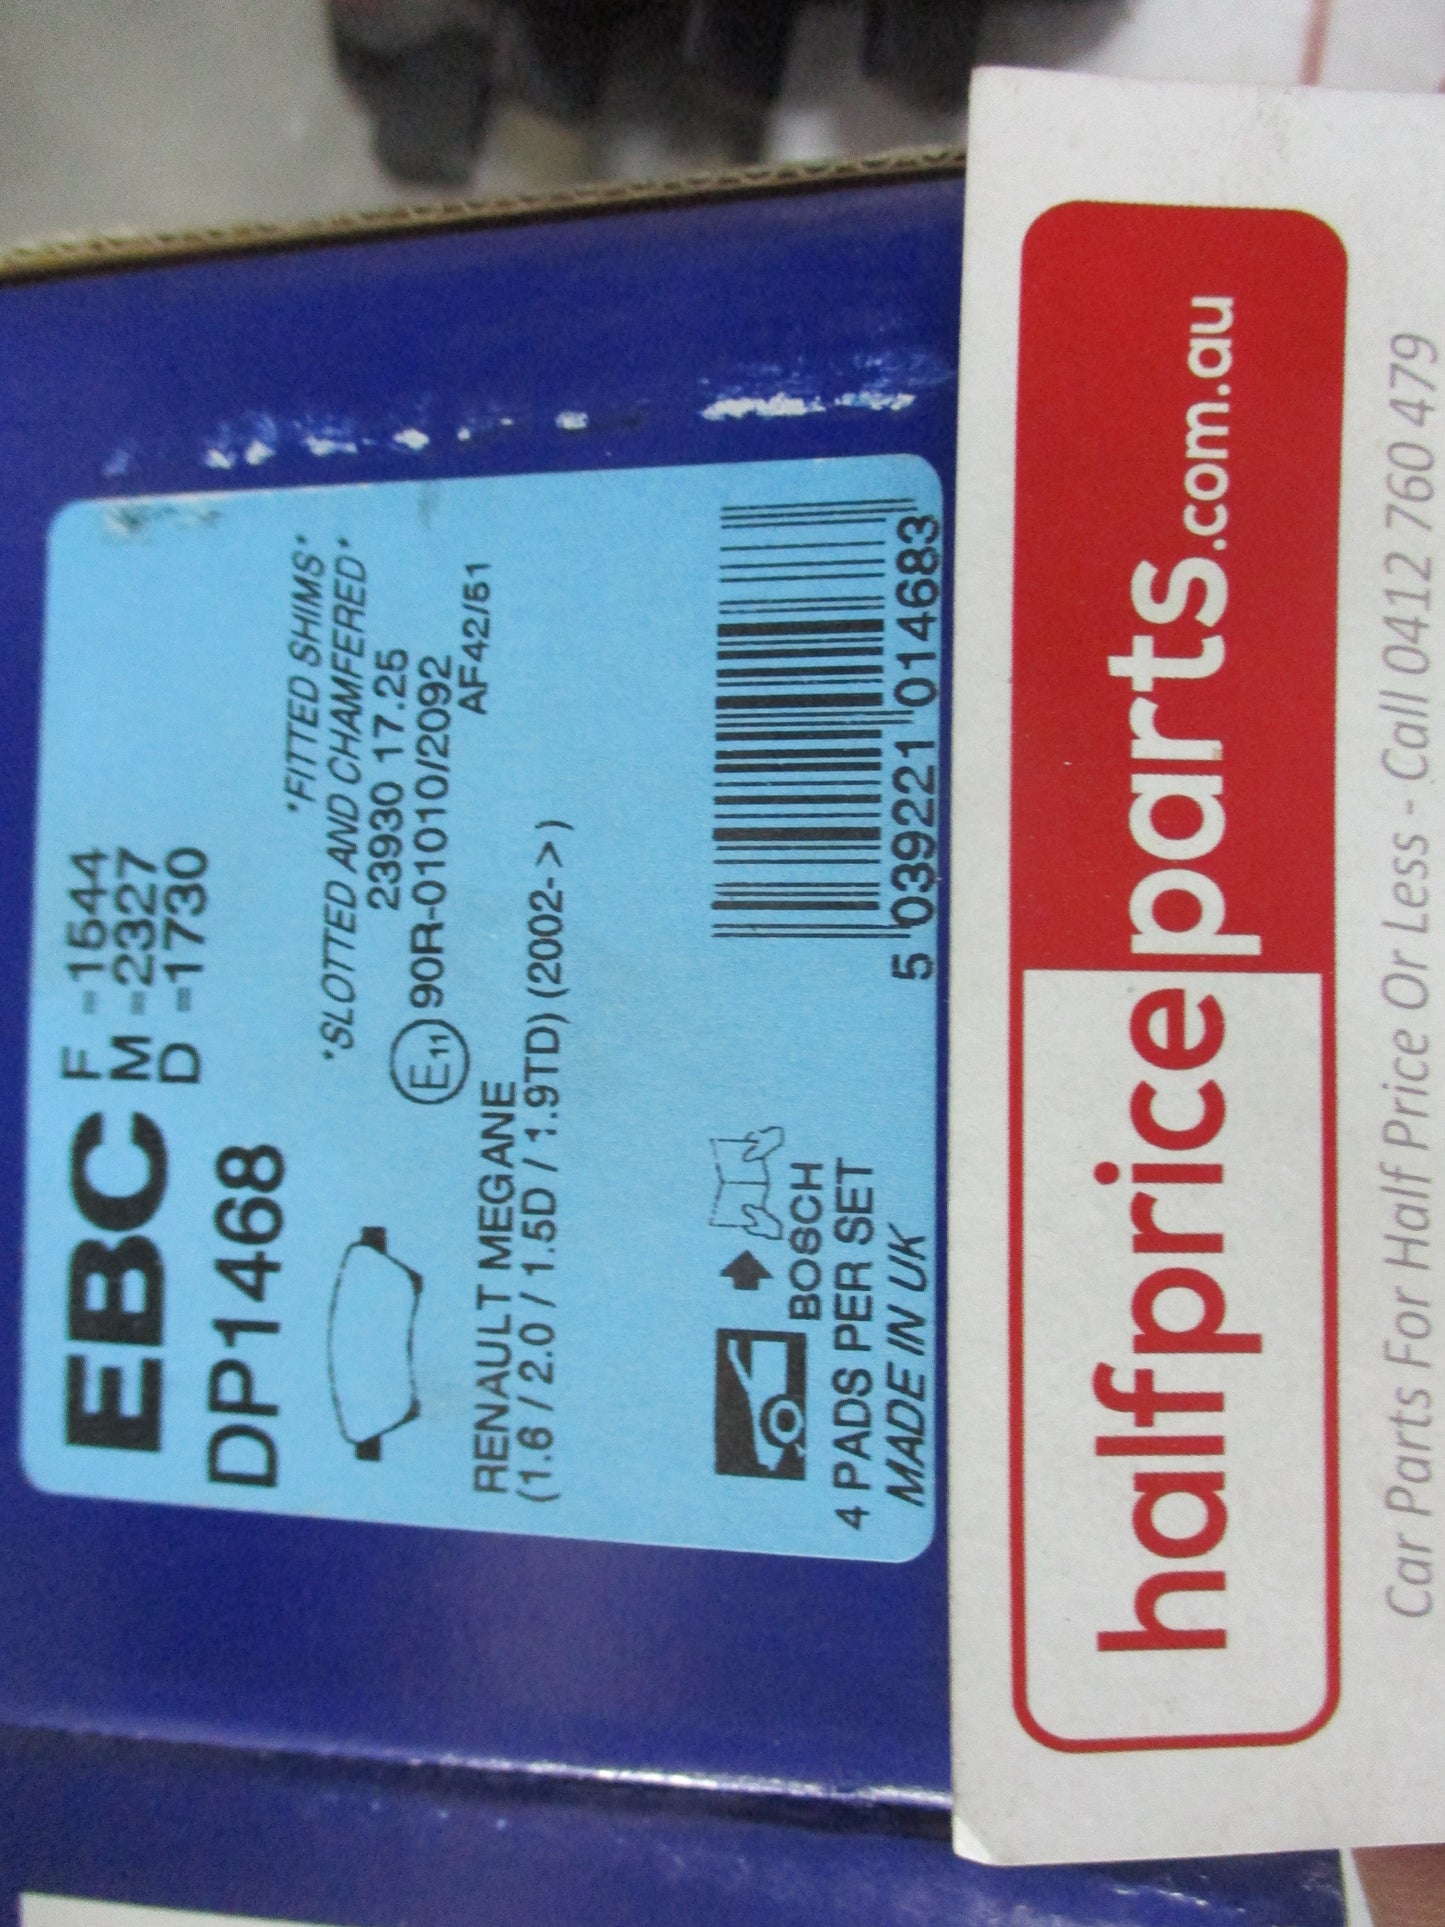 EBC F =1544
M =2327
D =1730
DP1468
*FITTED SHIMS*
*SLOTTED AND CHAMFERED*
23930 17.25
E11 90R-01010/2092
AF42/51
RENAULT MEGANE
(1.6 / 2.0 / 1.5D / 1.9TD) (2002->)
BOSCH
4 PADS PER SET
MADE IN UK
5 039221 014683
halfpriceparts.com.au
Car Parts For Half Price Or Less - Call 0412 760 479